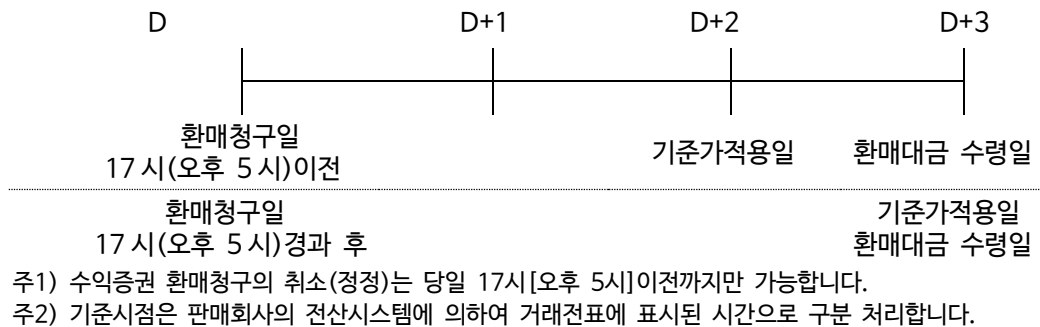 D D+1 D+2 D+3
환매청구일
17 시(오후 5 시)이전 기준가적용일 환매대금 수령일
환매청구일 기준가적용일
17 시(오후 5 시)경과 후 환매대금 수령일
주1) 수익증권 환매청구의 취소(정정)는 당일 17시[오후 5시]이전까지만 가능합니다.
주2) 기준시점은 판매회사의 전산시스템에 의하여 거래전표에 표시된 시간으로 구분 처리합니다.